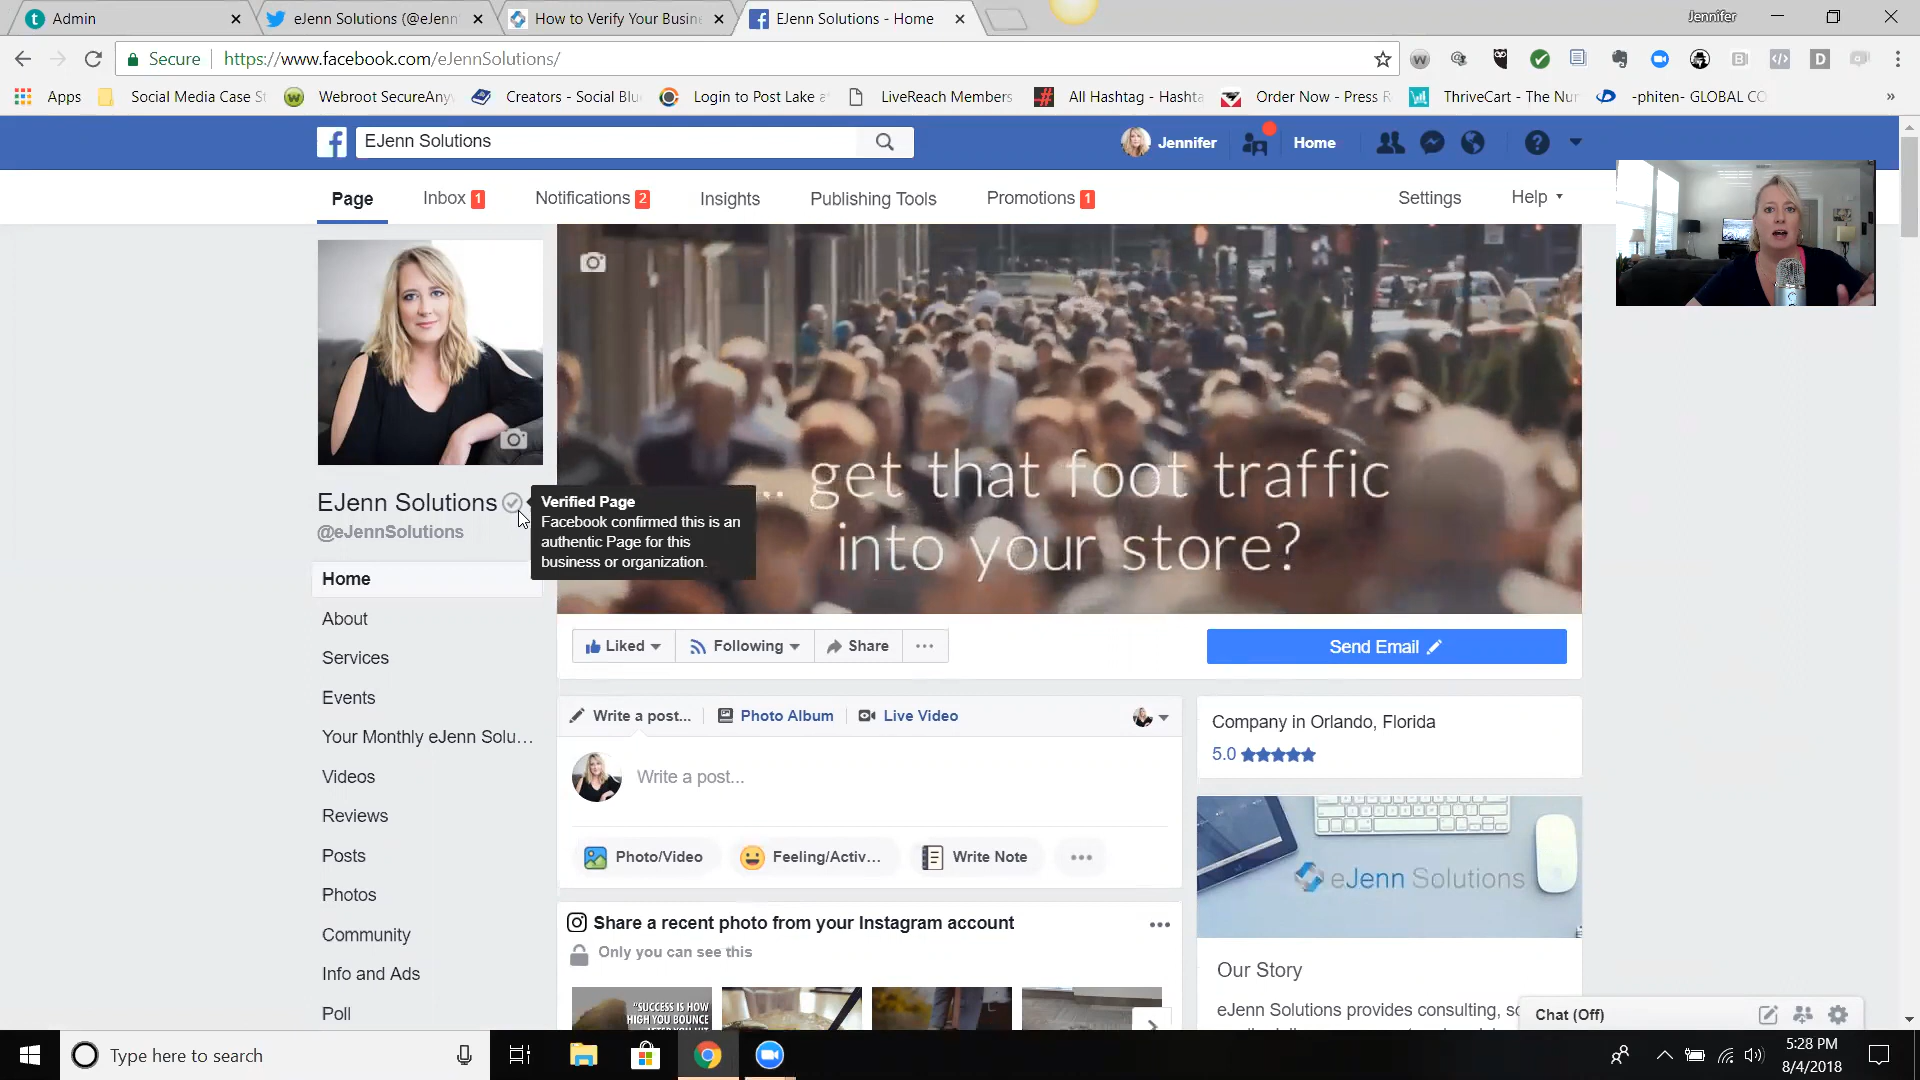 Admin
eJenn Solutions (@eJenn
How to Verify Your Busin
EJenn Solutions - Home
Jennifer
Secure
https://www.facebook.com/eJennSolutions/
Apps
Social Media Case St
Webroot SecureAny
Creators - Social Blu
Login to Post Lake a
LiveReach Members
All Hashtag - Hashta
Order Now - Press R
ThriveCart - The Nu
-phiten- GLOBAL CO
EJenn Solutions
Jennifer
Home
Page
Inbox 1
Notifications 2
Insights
Publishing Tools
Promotions 1
Settings
Help
get that foot traffic
into your store?
EJenn Solutions
@eJennSolutions
Verified Page
Facebook confirmed this is an
authentic Page for this
business or organization.
Home
About
Services
Events
Your Monthly eJenn Solu...
Videos
Reviews
Posts
Photos
Community
Info and Ads
Poll
Liked
Following
Share
Send Email
Write a post...
Photo Album
Live Video
Write a post...
Photo/Video
Feeling/Activ...
Write Note
Share a recent photo from your Instagram account
Only you can see this
"SUCCESS IS HOW
HIGH YOU BOUNCE
Company in Orlando, Florida
5.0
eJenn Solutions
Our Story
eJenn Solutions provides consulting, so
Chat (Off)
Type here to search
5:28 PM
8/4/2018